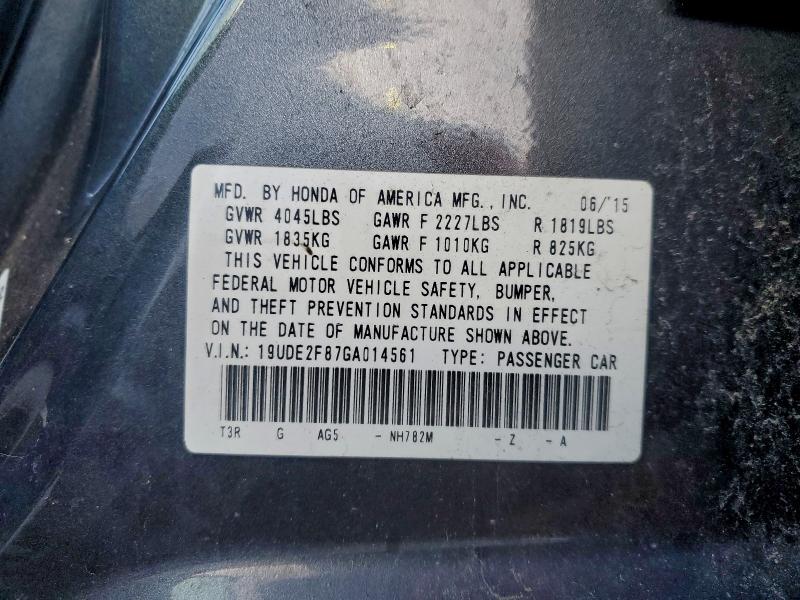 MFD. BY HONDA OF AMERICA MFG., INC. 06/'15
GVWR 4045LBS GAWR F 2227LBS R 1819LBS
GVWR 1835KG GAWR F 1010KG R 825KG
THIS VEHICLE CONFORMS TO ALL APPLICABLE
FEDERAL MOTOR VEHICLE SAFETY, BUMPER,
AND THEFT PREVENTION STANDARDS IN EFFECT
ON THE DATE OF MANUFACTURE SHOWN ABOVE.
V.I.N.: 19UDE2F87GA014561 TYPE: PASSENGER CAR
T3R G AG5 - NH782M - Z - A